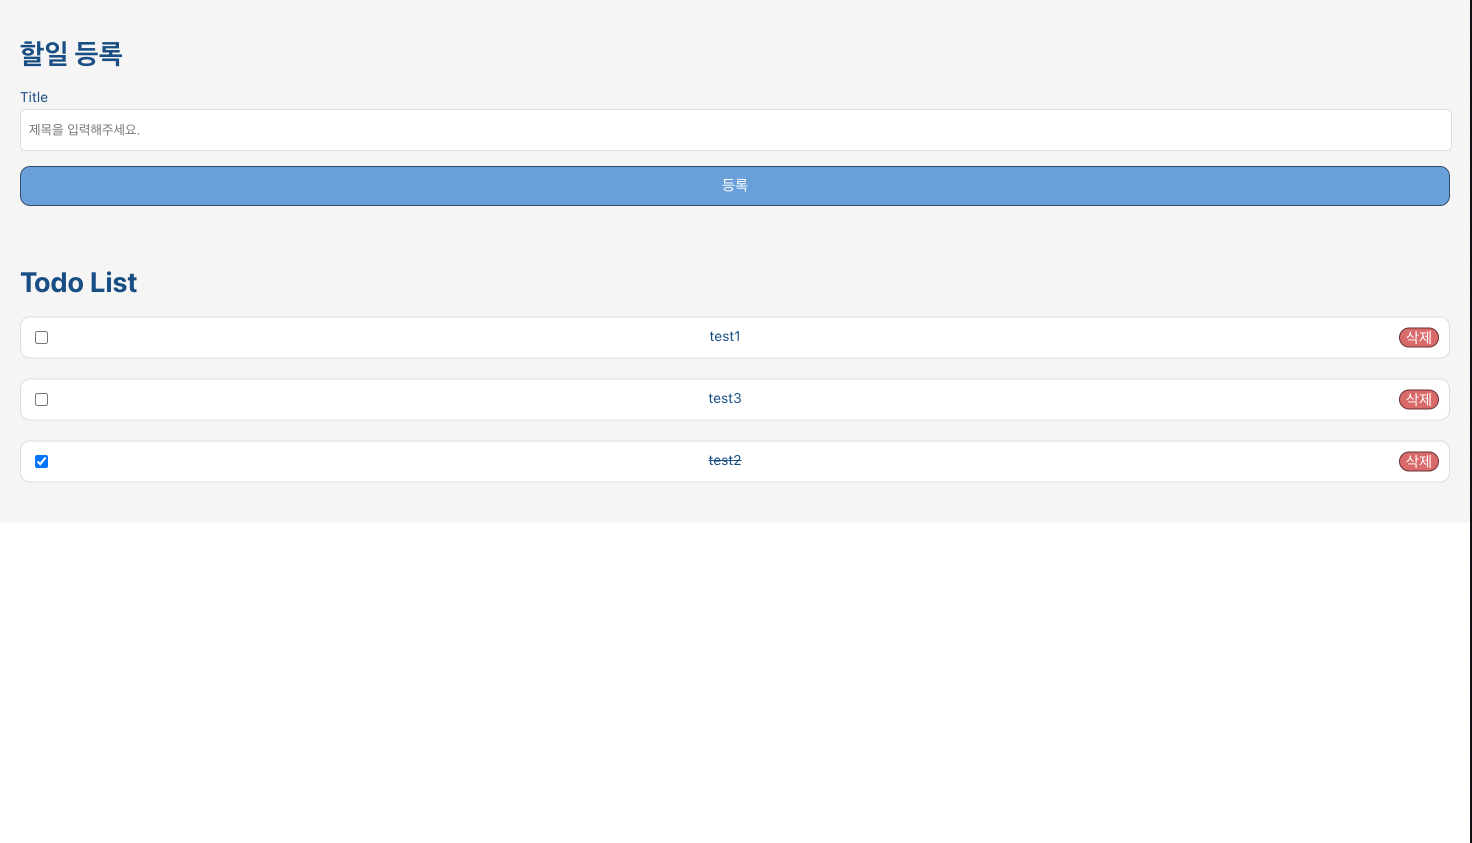 할일 등록
Title
제목을 입력해주세요.
등록
Todo List
test1 삭제
test3 삭제
test2 삭제